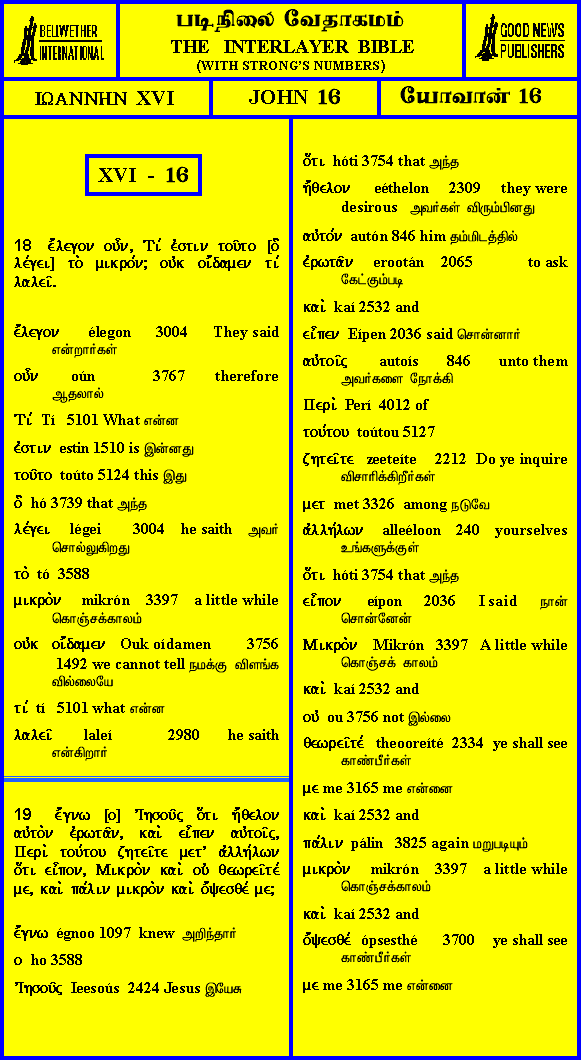 BELLWETHER
INTERNATIONAL
படிநிலை வேதாகமம்
THE INTERLAYER BIBLE
(WITH STRONG'S NUMBERS)
GOOD NEWS
PUBLISHERS
ΙΩΑΝΝΗΝ XVI
JOHN 16
யோவான் 16
XVI - 16
18 ἔλεγον οὖν, Τί ἐστιν τοῦτο [ὃ
λέγει] τὸ μικρόν; οὐκ οἴδαμεν τί
λαλεῖ.
ἔλεγον élegon 3004 They said
என்றார்கள்
οὖν oún 3767 therefore
ஆதலால்
Τί Tí 5101 What என்ன
ἐστιν estin 1510 is இன்னது
τοῦτο toúto 5124 this இது
ὃ hó 3739 that அந்த
λέγει légei 3004 he saith அவர்
சொல்லுகிறது
τὸ tó 3588
μικρὸν mikrón 3397 a little while
கொஞ்சக்காலம்
οὐκ οἴδαμεν Ouk oídamen 3756
1492 we cannot tell நமக்கு விளங்க
வில்லையே
τί tí 5101 what என்ன
λαλεῖ laleí 2980 he saith
என்கிறார்
19 ἔγνω [ο] Ἰησοῦς ὅτι ἤθελον
αὐτὸν ἐρωτᾶν, καὶ εἶπεν αὐτοῖς,
Περὶ τούτου ζητεῖτε μετ' ἀλλήλων
ὅτι εἶπον, Μικρὸν καὶ οὐ θεωρεῖτέ
με, καὶ πάλιν μικρὸν καὶ ὄψεσθέ με;
ἔγνω égnoo 1097 knew அறிந்தார்
ο ho 3588
Ἰησοῦς Ieesoús 2424 Jesus இயேசு
ὅτι hóti 3754 that அந்த
ἤθελον eéthelon 2309 they were
desirous அவர்கள் விரும்பினது
αὐτόν autón 846 him தம்மிடத்தில்
ἐρωτᾶν erootán 2065 to ask
கேட்கும்படி
καὶ kaí 2532 and
εἶπεν Eípen 2036 said சொன்னார்
αὐτοῖς autoís 846 unto them
அவர்களை நோக்கி
Περὶ Perí 4012 of
τούτου toútou 5127
ζητεῖτε zeeteíte 2212 Do ye inquire
விசாரிக்கிறீர்கள்
μετ met 3326 among நடுவே
ἀλλήλων alleéloon 240 yourselves
உங்களுக்குள்
ὅτι hóti 3754 that அந்த
εἶπον eípon 2036 I said நான்
சொன்னேன்
Μικρὸν Mikrón 3397 A little while
கொஞ்சக் காலம்
καὶ kaí 2532 and
οὐ ou 3756 not இல்லை
θεωρεῖτέ theooreíté 2334 ye shall see
காண்பீர்கள்
με me 3165 me என்னை
καὶ kaí 2532 and
πάλιν pálin 3825 again மறுபடியும்
μικρὸν mikrón 3397 a little while
கொஞ்சக்காலம்
καὶ kaí 2532 and
ὄψεσθέ ópsesthé 3700 ye shall see
காண்பீர்கள்
με me 3165 me என்னை